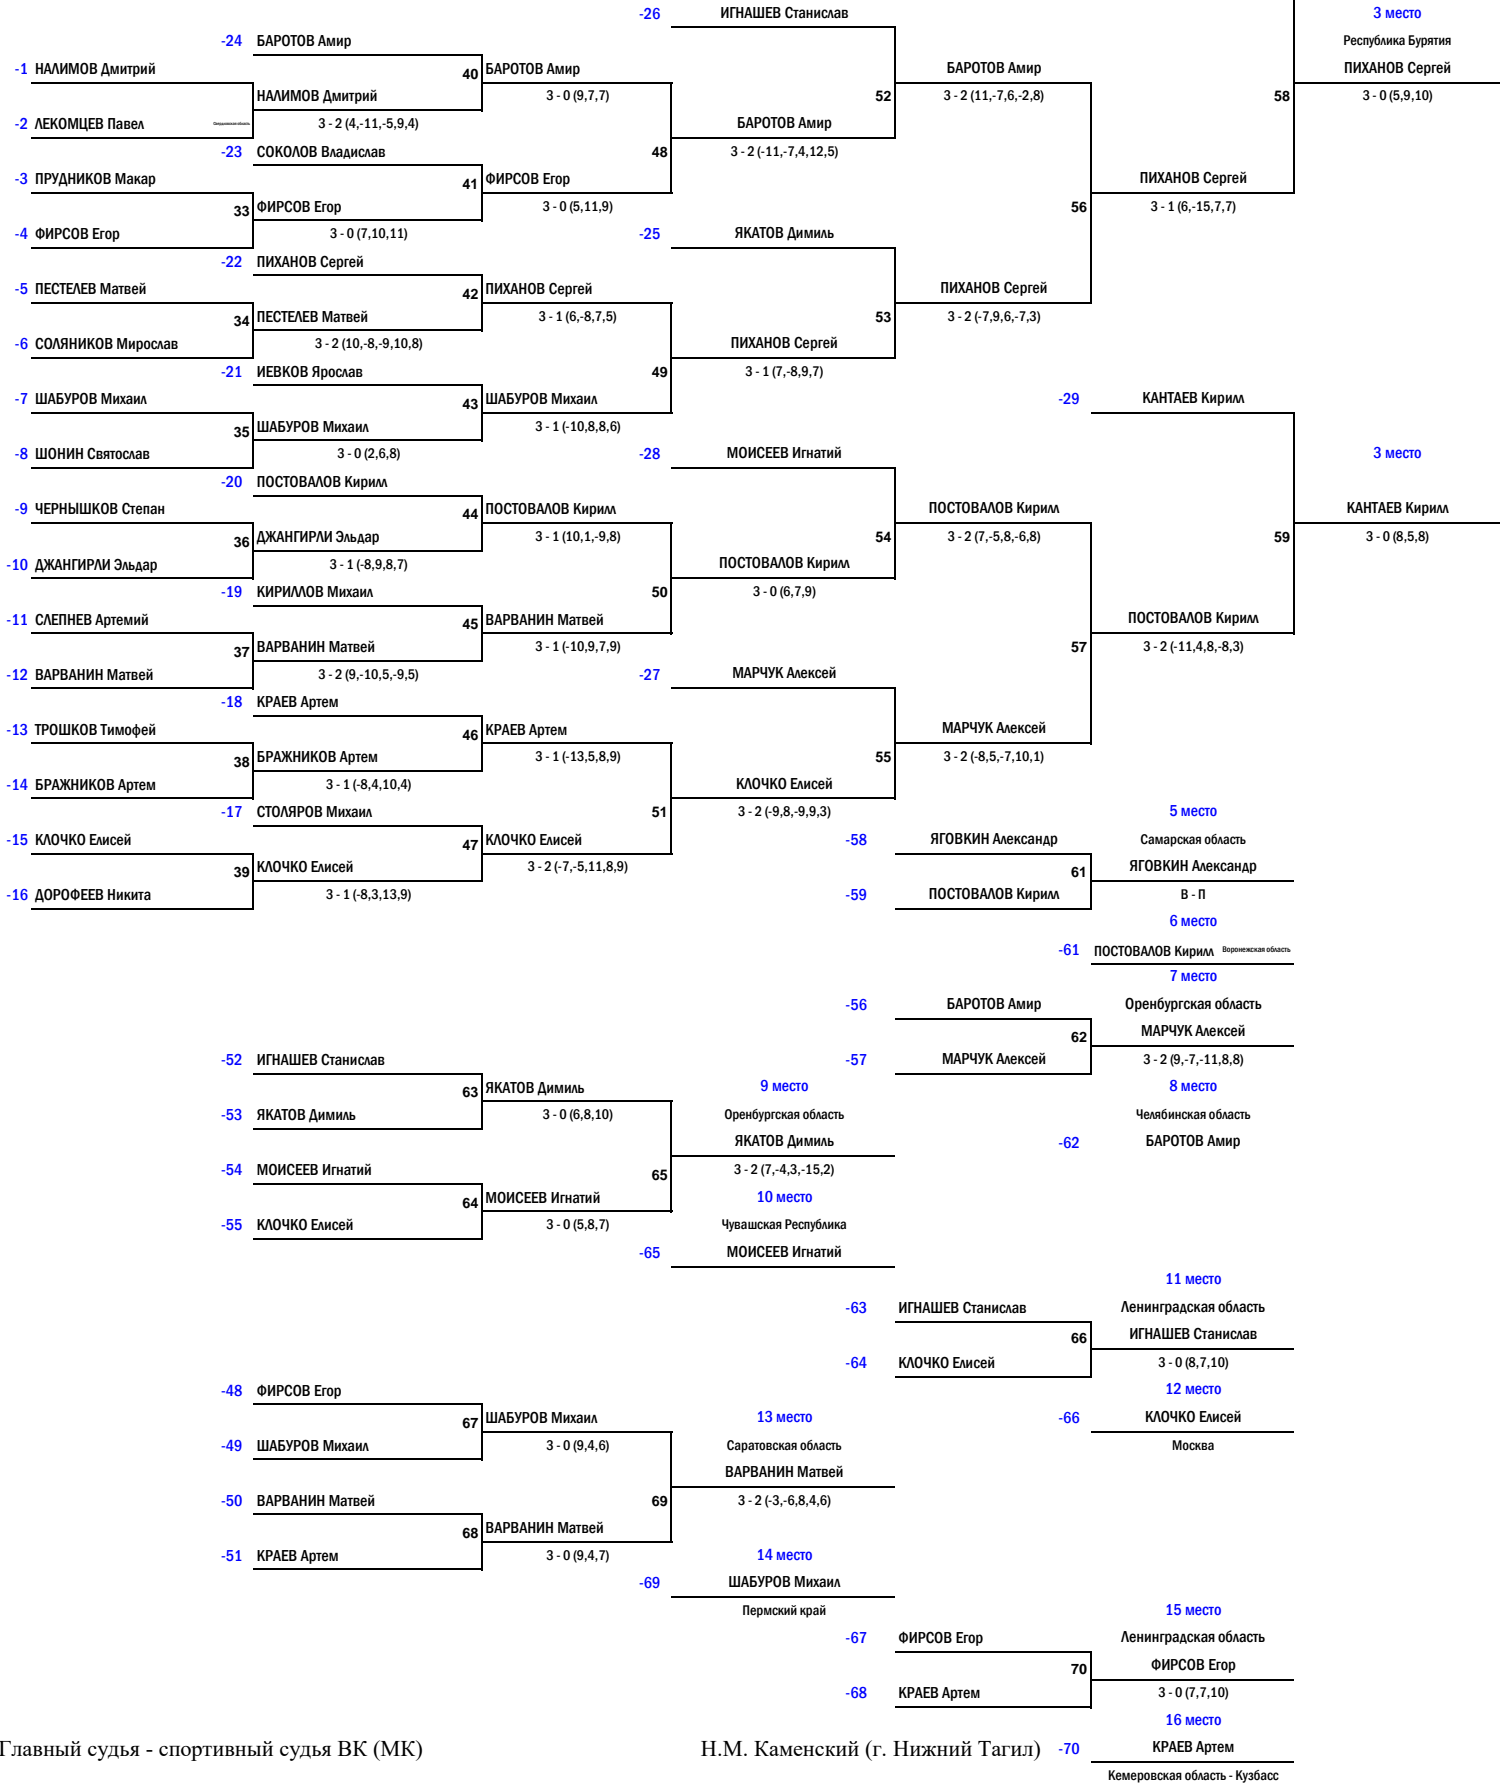 -26 ИГНАШЕВ Станислав 3 место
-24 БАРОТОВ Амир Республика Бурятия
-1 НАЛИМОВ Дмитрий 40 БАРОТОВ Амир БАРОТОВ Амир ПИХАНОВ Сергей
НАЛИМОВ Дмитрий 3 - 0 (9,7,7) 52 3 - 2 (11,-7,6,-2,8) 58 3 - 0 (5,9,10)
-2 ЛЕКОМЦЕВ Павел Свердловская область 3 - 2 (4,-11,-5,9,4) БАРОТОВ Амир
-23 СОКОЛОВ Владислав 48 3 - 2 (-11,-7,4,12,5)
-3 ПРУДНИКОВ Макар 41 ФИРСОВ Егор ПИХАНОВ Сергей
33 ФИРСОВ Егор 3 - 0 (5,11,9) 56 3 - 1 (6,-15,7,7)
-4 ФИРСОВ Егор 3 - 0 (7,10,11) -25 ЯКАТОВ Димиль
-22 ПИХАНОВ Сергей
-5 ПЕСТЕЛЕВ Матвей 42 ПИХАНОВ Сергей ПИХАНОВ Сергей
34 ПЕСТЕЛЕВ Матвей 3 - 1 (6,-8,7,5) 53 3 - 2 (-7,9,6,-7,3)
-6 СОЛЯНИКОВ Мирослав 3 - 2 (10,-8,-9,10,8) ПИХАНОВ Сергей
-21 ИЕВКОВ Ярослав 49 3 - 1 (7,-8,9,7)
-7 ШАБУРОВ Михаил 43 ШАБУРОВ Михаил -29 КАНТАЕВ Кирилл
35 ШАБУРОВ Михаил 3 - 1 (-10,8,8,6)
-8 ШОНИН Святослав 3 - 0 (2,6,8) -28 МОИСЕЕВ Игнатий 3 место
-20 ПОСТОВАЛОВ Кирилл
-9 ЧЕРНЫШКОВ Степан 44 ПОСТОВАЛОВ Кирилл ПОСТОВАЛОВ Кирилл КАНТАЕВ Кирилл
36 ДЖАНГИРЛИ Эльдар 3 - 1 (10,1,-9,8) 54 3 - 2 (7,-5,8,-6,8) 59 3 - 0 (8,5,8)
-10 ДЖАНГИРЛИ Эльдар 3 - 1 (-8,9,8,7) ПОСТОВАЛОВ Кирилл
-19 КИРИЛЛОВ Михаил 50 3 - 0 (6,7,9)
-11 СЛЕПНЕВ Артемий 45 ВАРВАНИН Матвей ПОСТОВАЛОВ Кирилл
37 ВАРВАНИН Матвей 3 - 1 (-10,9,7,9) 57 3 - 2 (-11,4,8,-8,3)
-12 ВАРВАНИН Матвей 3 - 2 (9,-10,5,-9,5) -27 МАРЧУК Алексей
-18 КРАЕВ Артем
-13 ТРОШКОВ Тимофей 46 КРАЕВ Артем МАРЧУК Алексей
38 БРАЖНИКОВ Артем 3 - 1 (-13,5,8,9) 55 3 - 2 (-8,5,-7,10,1)
-14 БРАЖНИКОВ Артем 3 - 1 (-8,4,10,4) КЛОЧКО Елисей
-17 СТОЛЯРОВ Михаил 51 3 - 2 (-9,8,-9,9,3) 5 место
-15 КЛОЧКО Елисей 47 КЛОЧКО Елисей -58 ЯГОВКИН Александр Самарская область
39 КЛОЧКО Елисей 3 - 2 (-7,-5,11,8,9) 61 ЯГОВКИН Александр
-16 ДОРОФЕЕВ Никита 3 - 1 (-8,3,13,9) -59 ПОСТОВАЛОВ Кирилл В - П
6 место
-61 ПОСТОВАЛОВ Кирилл Воронежская область
7 место
-56 БАРОТОВ Амир Оренбургская область
62 МАРЧУК Алексей
-52 ИГНАШЕВ Станислав -57 МАРЧУК Алексей 3 - 2 (9,-7,-11,8,8)
63 ЯКАТОВ Димиль 9 место 8 место
-53 ЯКАТОВ Димиль 3 - 0 (6,8,10) Оренбургская область Челябинская область
ЯКАТОВ Димиль -62 БАРОТОВ Амир
-54 МОИСЕЕВ Игнатий 65 3 - 2 (7,-4,3,-15,2)
64 МОИСЕЕВ Игнатий 10 место
-55 КЛОЧКО Елисей 3 - 0 (5,8,7) Чувашская Республика
-65 МОИСЕЕВ Игнатий
11 место
-63 ИГНАШЕВ Станислав Ленинградская область
66 ИГНАШЕВ Станислав
-64 КЛОЧКО Елисей 3 - 0 (8,7,10)
-48 ФИРСОВ Егор 12 место
67 ШАБУРОВ Михаил 13 место -66 КЛОЧКО Елисей
-49 ШАБУРОВ Михаил 3 - 0 (9,4,6) Саратовская область Москва
ВАРВАНИН Матвей
-50 ВАРВАНИН Матвей 69 3 - 2 (-3,-6,8,4,6)
68 ВАРВАНИН Матвей
-51 КРАЕВ Артем 3 - 0 (9,4,7) 14 место
-69 ШАБУРОВ Михаил
Пермский край 15 место
-67 ФИРСОВ Егор Ленинградская область
70 ФИРСОВ Егор
-68 КРАЕВ Артем 3 - 0 (7,7,10)
16 место
Главный судья - спортивный судья ВК (МК) Н.М. Каменский (г. Нижний Тагил) -70 КРАЕВ Артем
Кемеровская область - Кузбасс